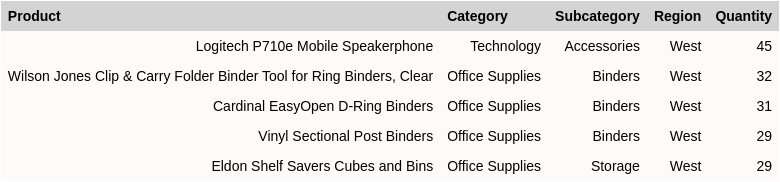 Product Category Subcategory Region Quantity
Logitech P710e Mobile Speakerphone Technology Accessories West 45
Wilson Jones Clip & Carry Folder Binder Tool for Ring Binders, Clear Office Supplies Binders West 32
Cardinal EasyOpen D-Ring Binders Office Supplies Binders West 31
Vinyl Sectional Post Binders Office Supplies Binders West 29
Eldon Shelf Savers Cubes and Bins Office Supplies Storage West 29